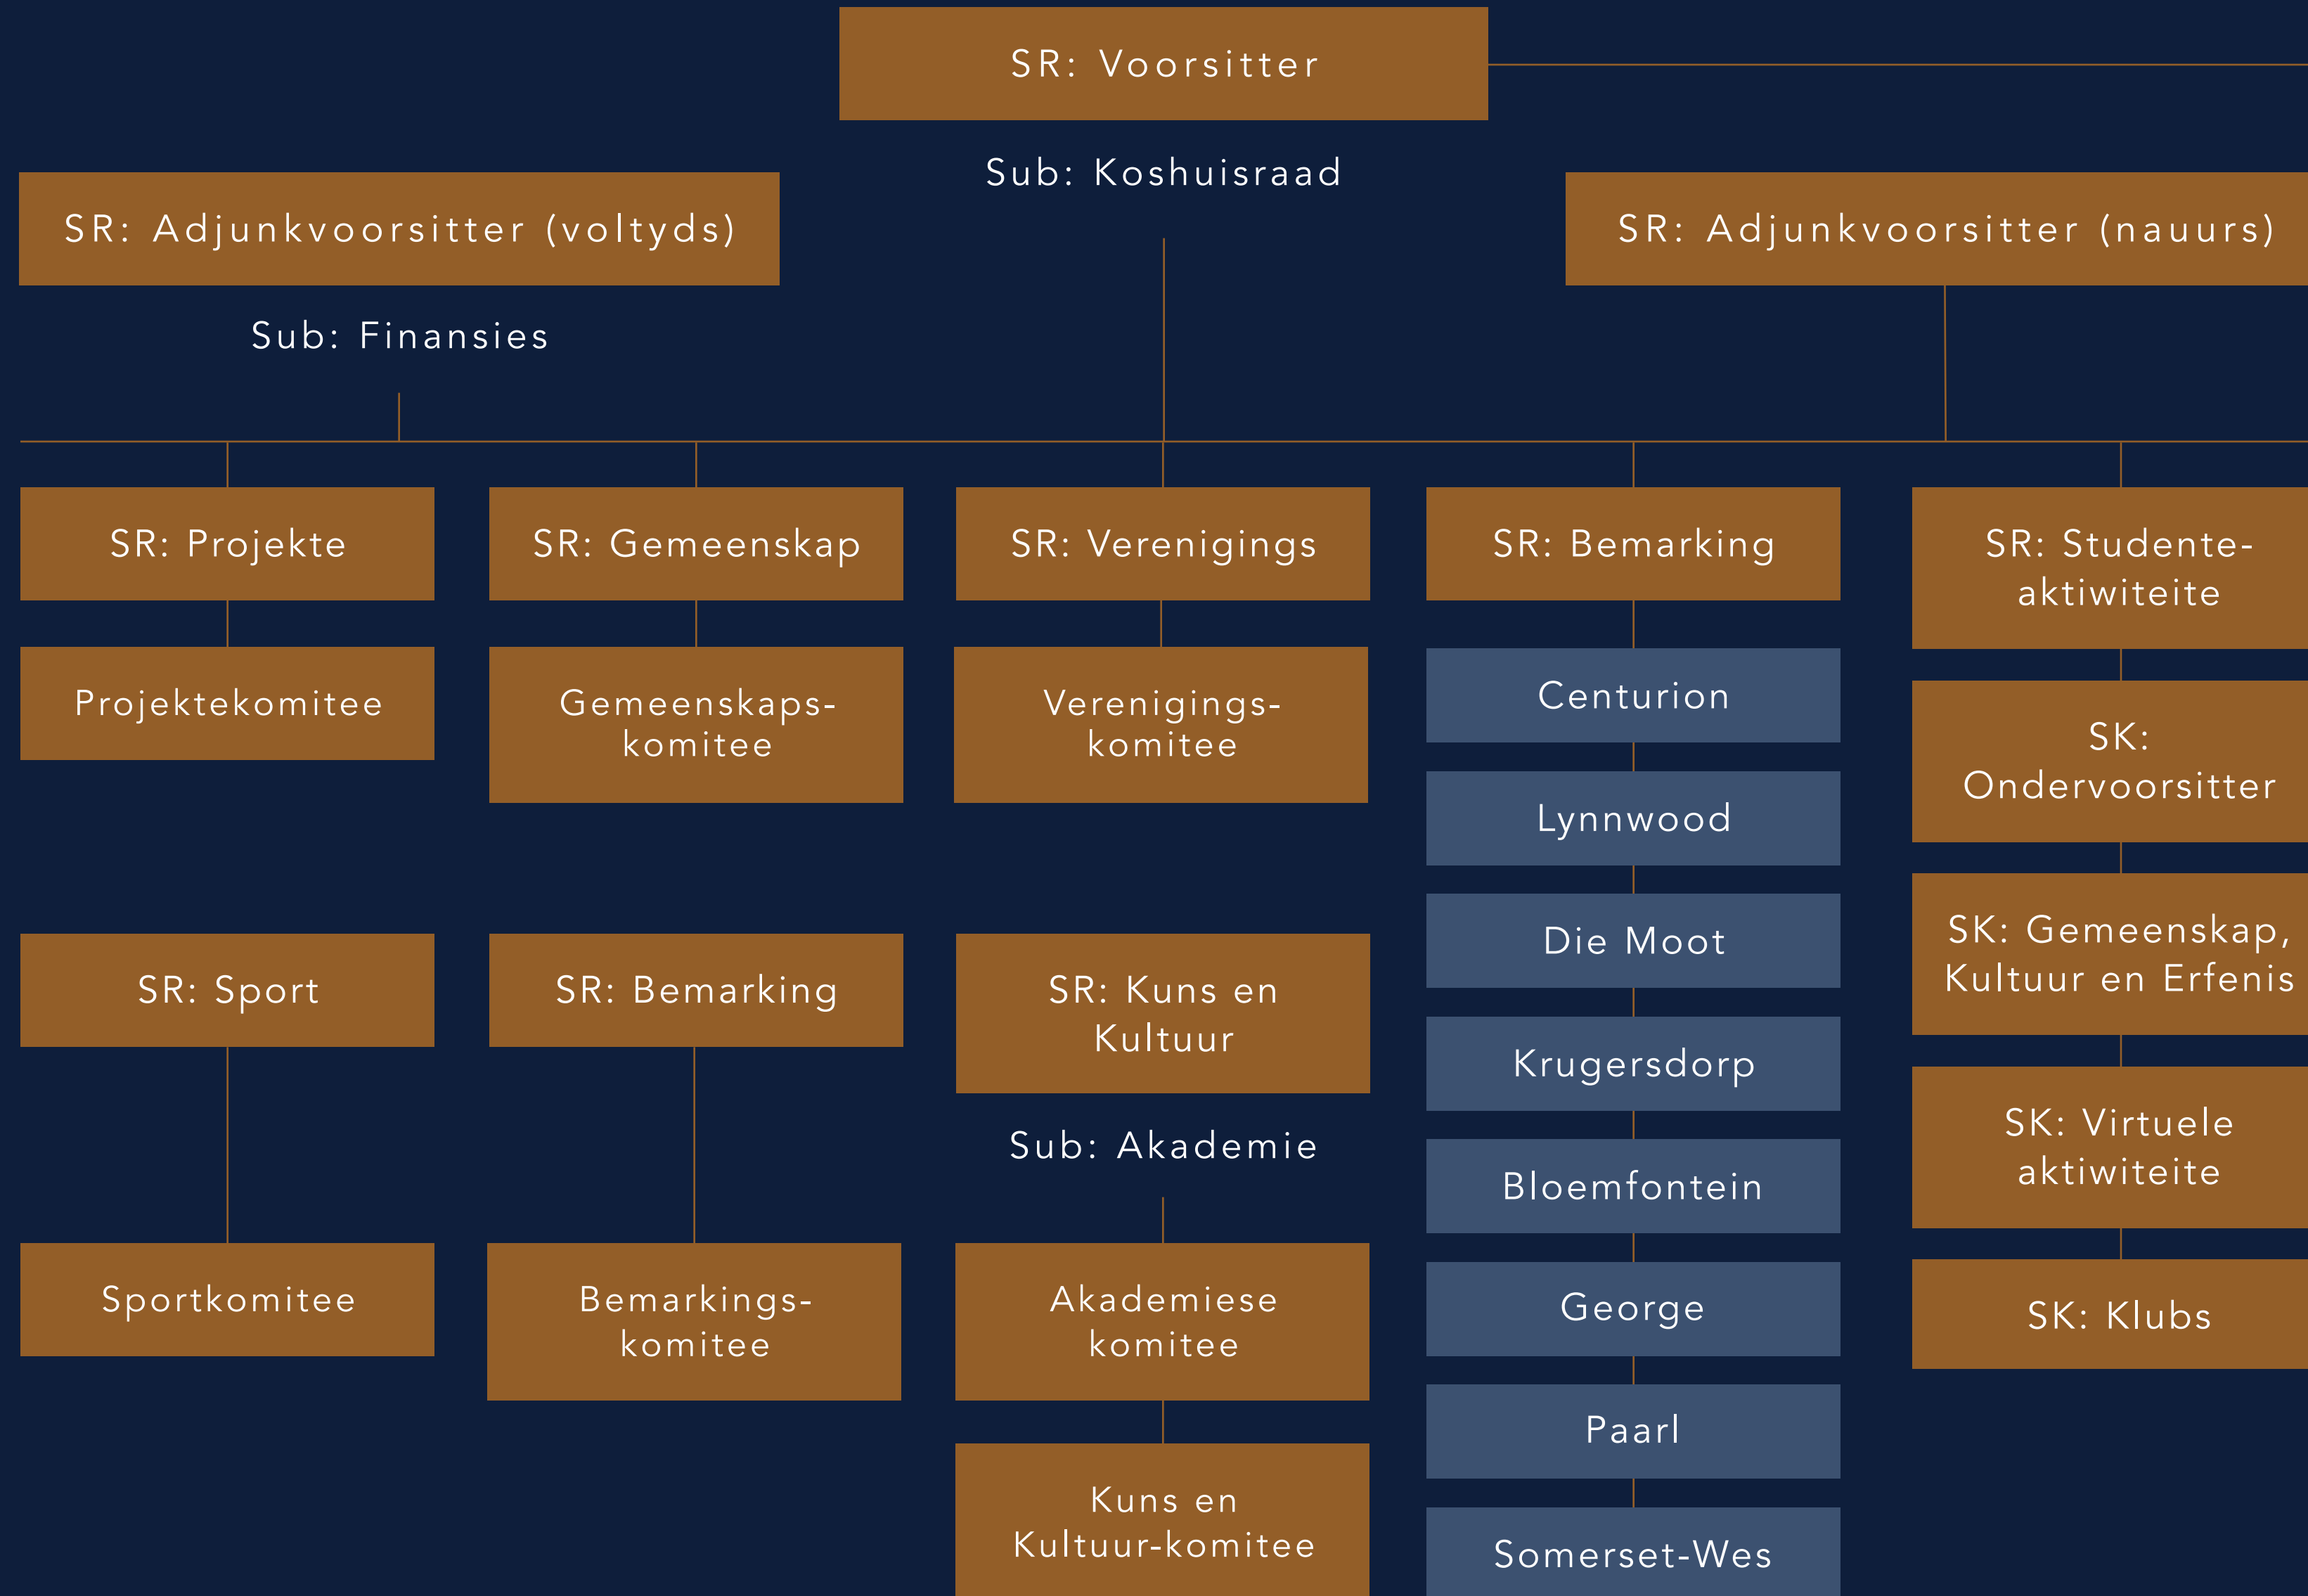 SR: Voorsitter
Sub: Koshuisraad
SR: Adjunkvoorsitter (voltyds)
Sub: Finansies
SR: Adjunkvoorsitter (nauurs)
SR: Projekte
SR: Gemeenskap
SR: Verenigings
SR: Bemarking
SR: Studente-
aktiwiteite
Projektekomitee
Gemeenskaps-
komitee
Verenigings-
komitee
Centurion
Lynnwood
Die Moot
Krugersdorp
Bloemfontein
George
Paarl
Somerset-Wes
SK:
Ondervoorsitter
SK: Gemeenskap,
Kultuur en Erfenis
SK: Virtuele
aktiwiteite
SK: Klubs
SR: Sport
SR: Bemarking
SR: Kuns en
Kultuur
Sub: Akademie
Sportkomitee
Bemarkings-
komitee
Akademiese
komitee
Kuns en
Kultuur-komitee